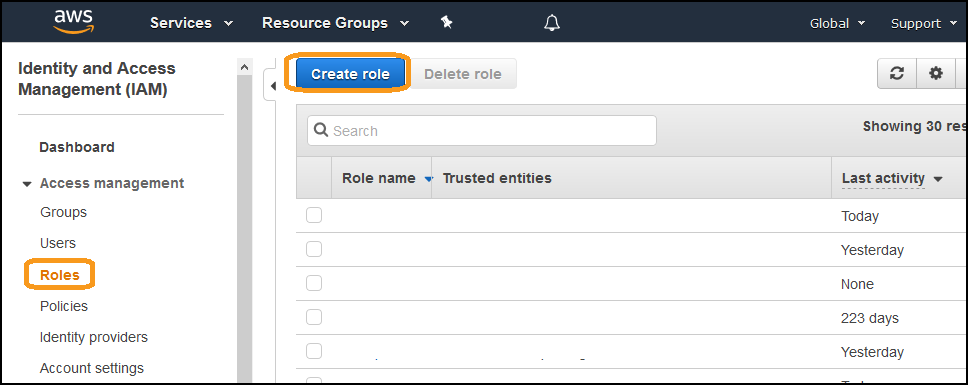 aws Services Resource Groups Global Support
Identity and Access
Management (IAM)
Create role Delete role
Dashboard
Search
Showing 30 res
Access management
Role name Trusted entities Last activity
Groups
Today
Users
Yesterday
Roles
None
Policies
223 days
Identity providers
Yesterday
Account settings